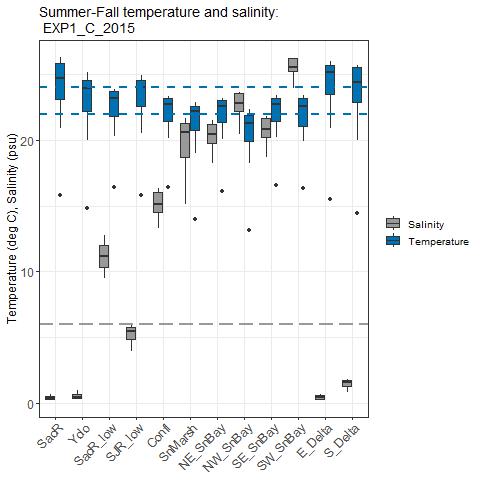 Summer-Fall temperature and salinity:
EXP1_C_2015
Temperature (deg C), Salinity (psu)
20
10
0
Salinity
Temperature
SacR
Yolo
SacR_low
SJR_low
Confl
SnMarsh
NE_SnBay
NW_SnBay
SE_SnBay
SW_SnBay
E_Delta
S_Delta